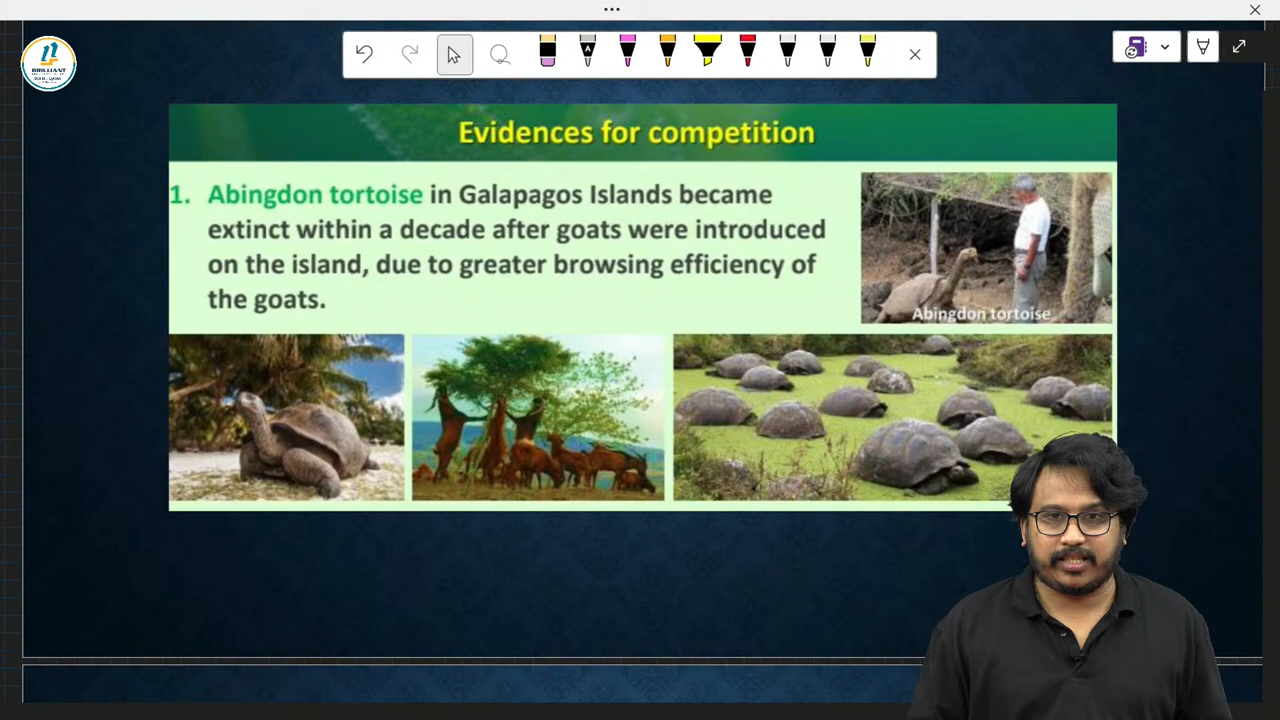 BRILLIANT
Evidences for competition
1. Abingdon tortoise in Galapagos Islands became
extinct within a decade after goats were introduced
on the island, due to greater browsing efficiency of
the goats.
Abingdon tortoise